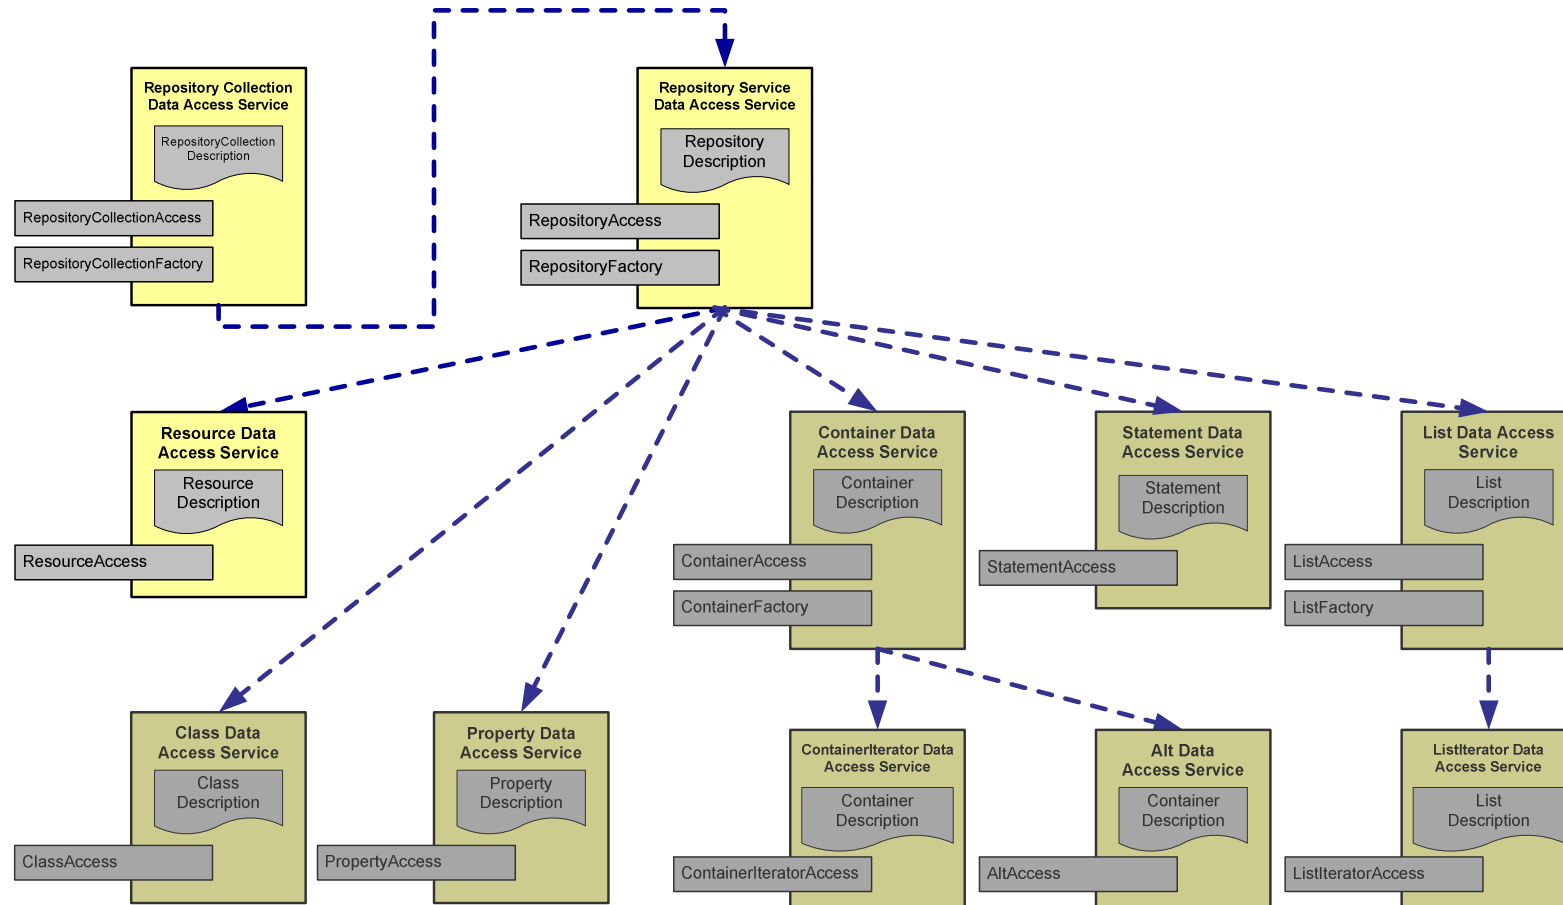 Repository Collection
Data Access Service
RepositoryCollection
Description
RepositoryCollectionAccess
RepositoryCollectionFactory
Repository Service
Data Access Service
Repository
Description
RepositoryAccess
RepositoryFactory
Resource Data
Access Service
Resource
Description
ResourceAccess
Container Data
Access Service
Container
Description
ContainerAccess
ContainerFactory
Statement Data
Access Service
Statement
Description
StatementAccess
List Data Access
Service
List
Description
ListAccess
ListFactory
Class Data
Access Service
Class
Description
ClassAccess
Property Data
Access Service
Property
Description
PropertyAccess
ContainerIterator Data
Access Service
Container
Description
ContainerIteratorAccess
Alt Data
Access Service
Container
Description
AltAccess
ListIterator Data
Access Service
List
Description
ListIteratorAccess